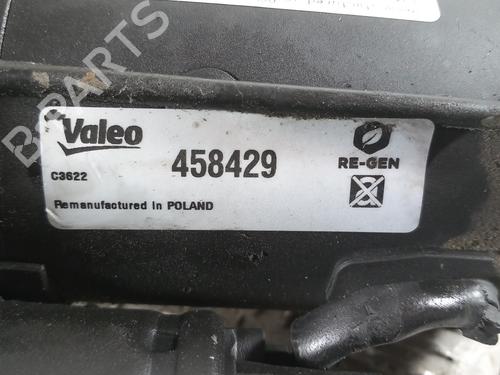 B-PARTS
Valeo
458429
RE-GEN
C3622
Remanufactured in POLAND